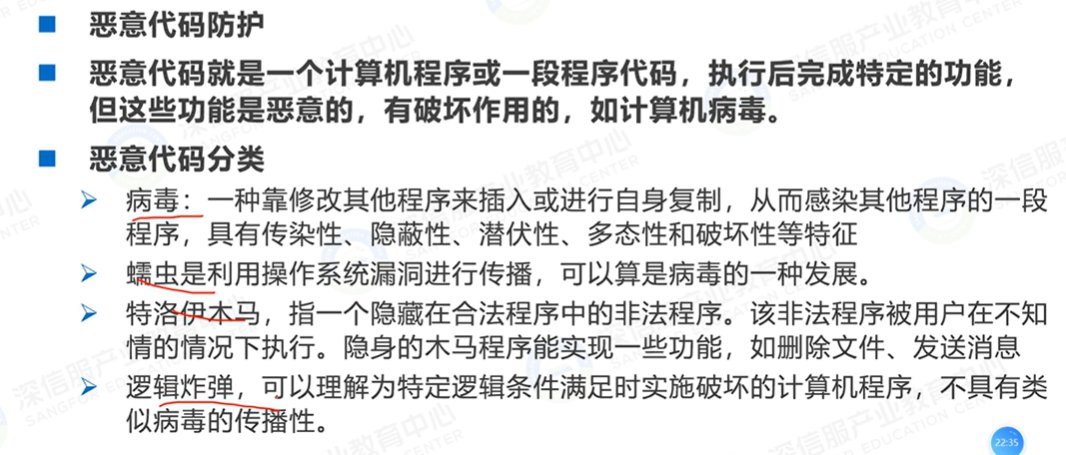 恶意代码防护
恶意代码就是一个计算机程序或一段程序代码，执行后完成特定的功能，
但这些功能是恶意的，有破坏作用的，如计算机病毒。
恶意代码分类
病毒：一种靠修改其他程序来插入或进行自身复制，从而感染其他程序的一段
程序，具有传染性、隐蔽性、潜伏性、多态性和破坏性等特征
蠕虫是利用操作系统漏洞进行传播，可以算是病毒的一种发展。
特洛伊木马，指一个隐藏在合法程序中的非法程序。该非法程序被用户在不知
情的情况下执行。隐身的木马程序能实现一些功能，如删除文件、发送消息
逻辑炸弹，可以理解为特定逻辑条件满足时实施破坏的计算机程序，不具有类
似病毒的传播性。
22:35
深信服产业教育中心
SANGFOR EDUCATION CENTER